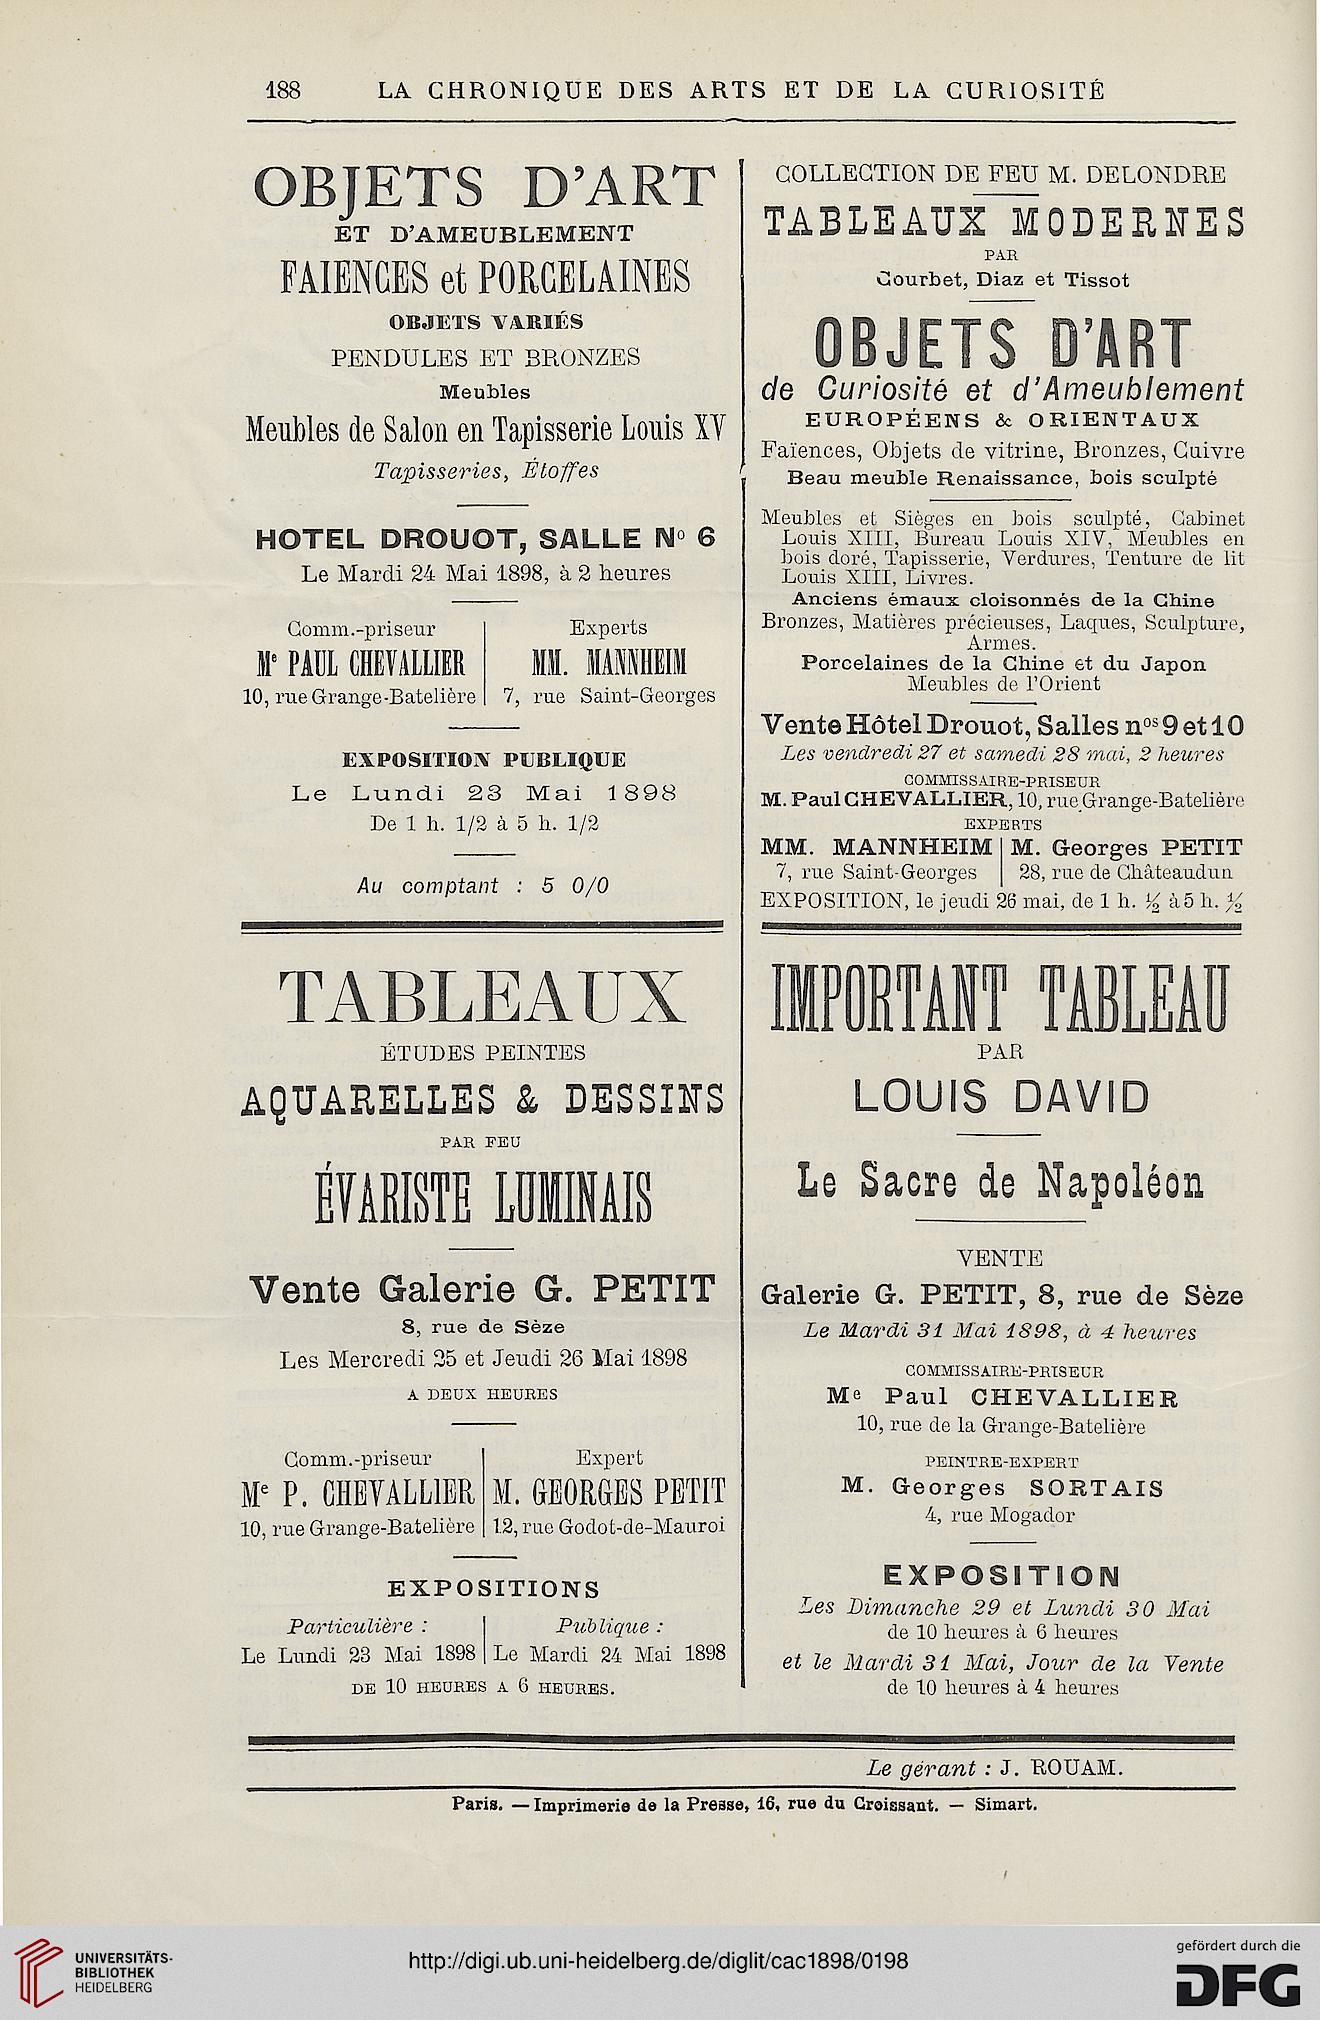 188 LA CHRONIQUE DES ARTS ET DE LA CURIOSITÉ
OBJETS D'ART
ET D'AMEUBLEMENT
FAIENCES et PORCELAINES
OBJETS VARIÉS
PENDULES ET BRONZES
Meubles
Meubles de Salon en Tapisserie Louis XV
Tapisseries, Étoffes
HOTEL DROUOT, SALLE No 6
Le Mardi 24 Mai 1898, à 2 heures
Comm.-priseur
Me PAUL CHEVALLIER
10, rue Grange-Batelière
Experts
MM. MANNHEIM
7, rue Saint-Georges
EXPOSITION PUBLIQUE
Le Lundi 23 Mai 1898
De 1 h. 1/2 à 5 h. 1/2
Au comptant : 5 0/0
TABLEAUX
ÉTUDES PEINTES
AQUARELLES & DESSINS
PAR FEU
ÉVARISTE LUMINAIS
Vente Galerie G. PETIT
8, rue de Sèze
Les Mercredi 25 et Jeudi 26 Mai 1898
A DEUX HEURES
Comm.-priseur
Me P. CHEVALLIER
10, rue Grange-Batelière
Expert
M. GEORGES PETIT
12, rue Godot-de-Mauroi
EXPOSITIONS
Particulière :
Le Lundi 23 Mai 1898
Publique :
Le Mardi 24 Mai 1898
DE 10 HEURES A 6 HEURES.
COLLECTION DE FEU M. DELONDRE
TABLEAUX MODERNES
PAR
Courbet, Diaz et Tissot
OBJETS D'ART
de Curiosité et d'Ameublement
EUROPÉENS & ORIENTAUX
Faïences, Objets de vitrine, Bronzes, Cuivre
Beau meuble Renaissance, bois sculpté
Meubles et Sièges en bois sculpté, Cabinet
Louis XIII, Bureau Louis XIV, Meubles en
bois doré, Tapisserie, Verdures, Tenture de lit
Louis XIII, Livres.
Anciens émaux cloisonnés de la Chine
Bronzes, Matières précieuses, Laques, Sculpture,
Armes.
Porcelaines de la Chine et du Japon
Meubles de l'Orient
Vente Hôtel Drouot, Salles nos 9 et 10
Les vendredi 27 et samedi 28 mai, 2 heures
COMMISSAIRE-PRISEUR
M. Paul CHEVALLIER, 10, rue Grange-Batelière
EXPERTS
MM. MANNHEIM
7, rue Saint-Georges
M. Georges PETIT
28, rue de Châteaudun
EXPOSITION, le jeudi 26 mai, de 1 h. ½ à 5 h. ½
IMPORTANT TABLEAU
PAR
LOUIS DAVID
Le Sacre de Napoléon
VENTE
Galerie G. PETIT, 8, rue de Sèze
Le Mardi 31 Mai 1898, à 4 heures
COMMISSAIRE-PRISEUR
Me Paul CHEVALLIER
10, rue de la Grange-Batelière
PEINTRE-EXPERT
M. Georges SORTAIS
4, rue Mogador
EXPOSITION
Les Dimanche 29 et Lundi 30 Mai
de 10 heures à 6 heures
et le Mardi 31 Mai, Jour de la Vente
de 10 heures à 4 heures
Le gérant : J. ROUAM.
Paris. — Imprimerie de la Presse, 16, rue du Croissant. — Simart.
UNIVERSITÄTS-
BIBLIOTHEK
HEIDELBERG
http://digi.ub.uni-heidelberg.de/diglit/cac1898/0198
gefördert durch die
DFG